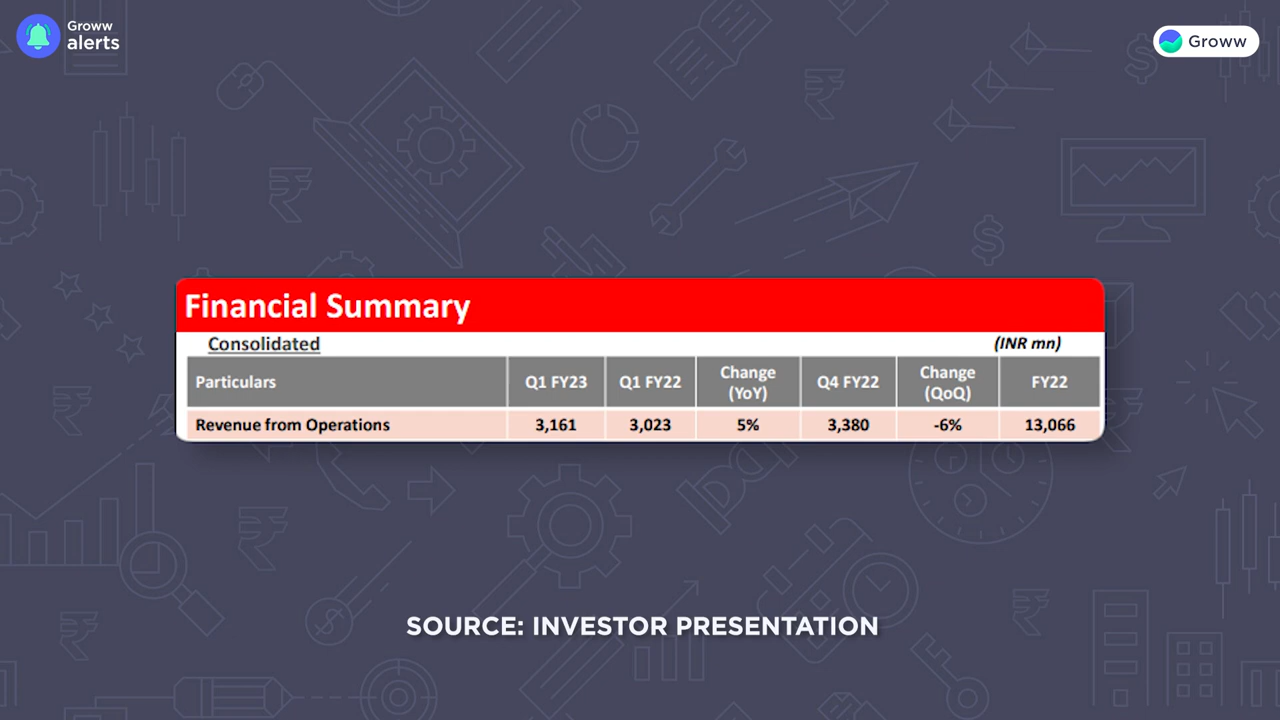 Groww
alerts
Groww
Financial Summary
Consolidated (INR mn)
Particulars Q1 FY23 Q1 FY22 Change (YoY) Q4 FY22 Change (QoQ) FY22
Revenue from Operations 3,161 3,023 5% 3,380 -6% 13,066
SOURCE: INVESTOR PRESENTATION